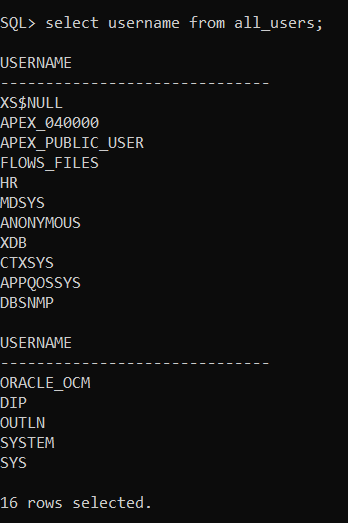 SQL> select username from all_users;
USERNAME
------------------------------
XS$NULL
APEX_040000
APEX_PUBLIC_USER
FLOWS_FILES
HR
MDSYS
ANONYMOUS
XDB
CTXSYS
APPQOSSYS
DBSNMP
USERNAME
------------------------------
ORACLE_OCM
DIP
OUTLN
SYSTEM
SYS
16 rows selected.